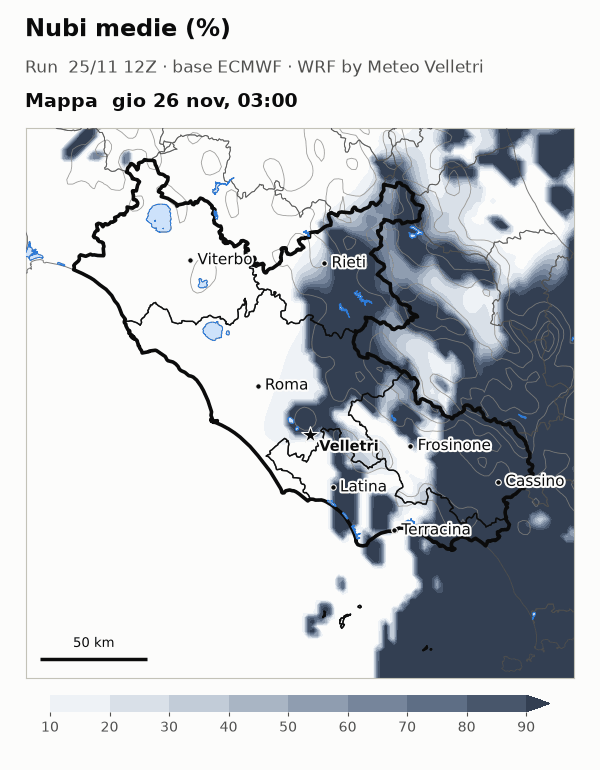 Nubi medie (%)
Run  25/11 12Z · base ECMWF · WRF by Meteo Velletri
Mappa  gio 26 nov, 03:00
Viterbo
Rieti
Roma
Velletri
Frosinone
Latina
Cassino
Terracina
50 km
10 20 30 40 50 60 70 80 90